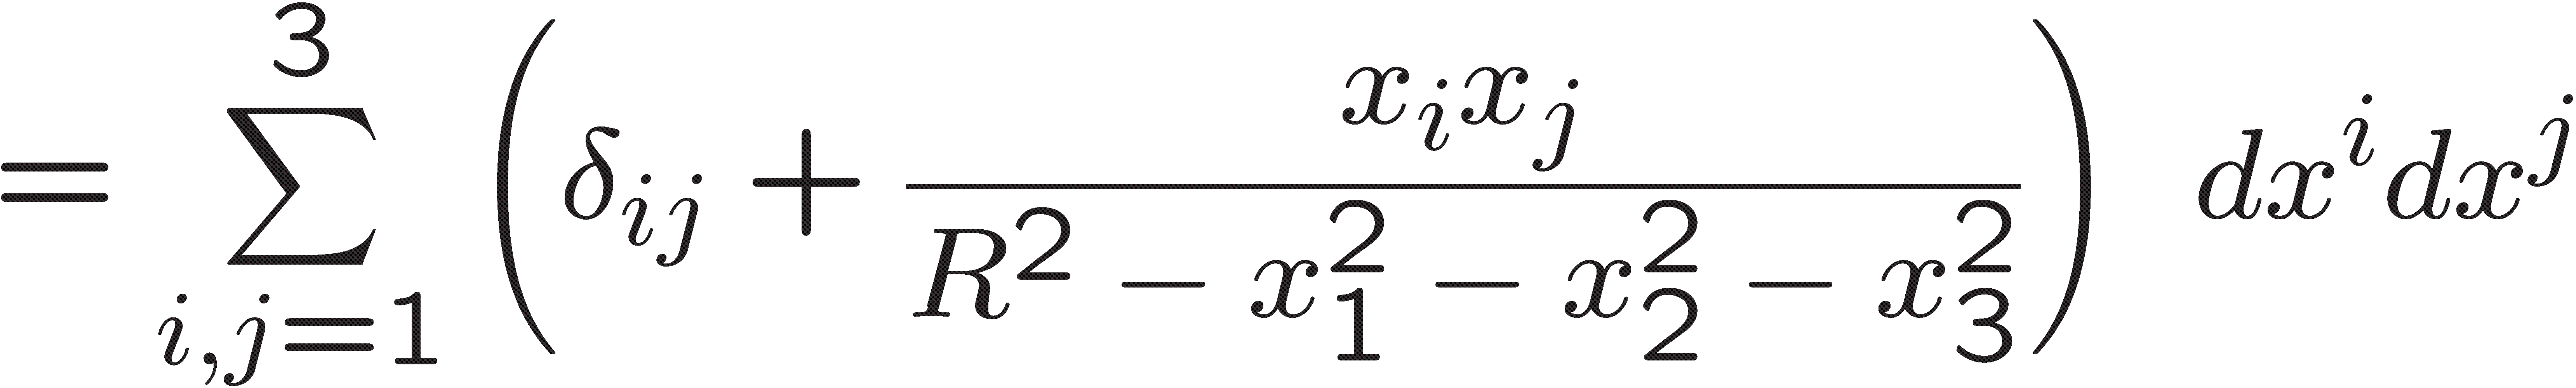 $= \sum_{i,j=1}^{3} \left( \delta_{ij} + \frac{x_i x_j}{R^2 - x_1^2 - x_2^2 - x_3^2} \right) \, dx^i dx^j$